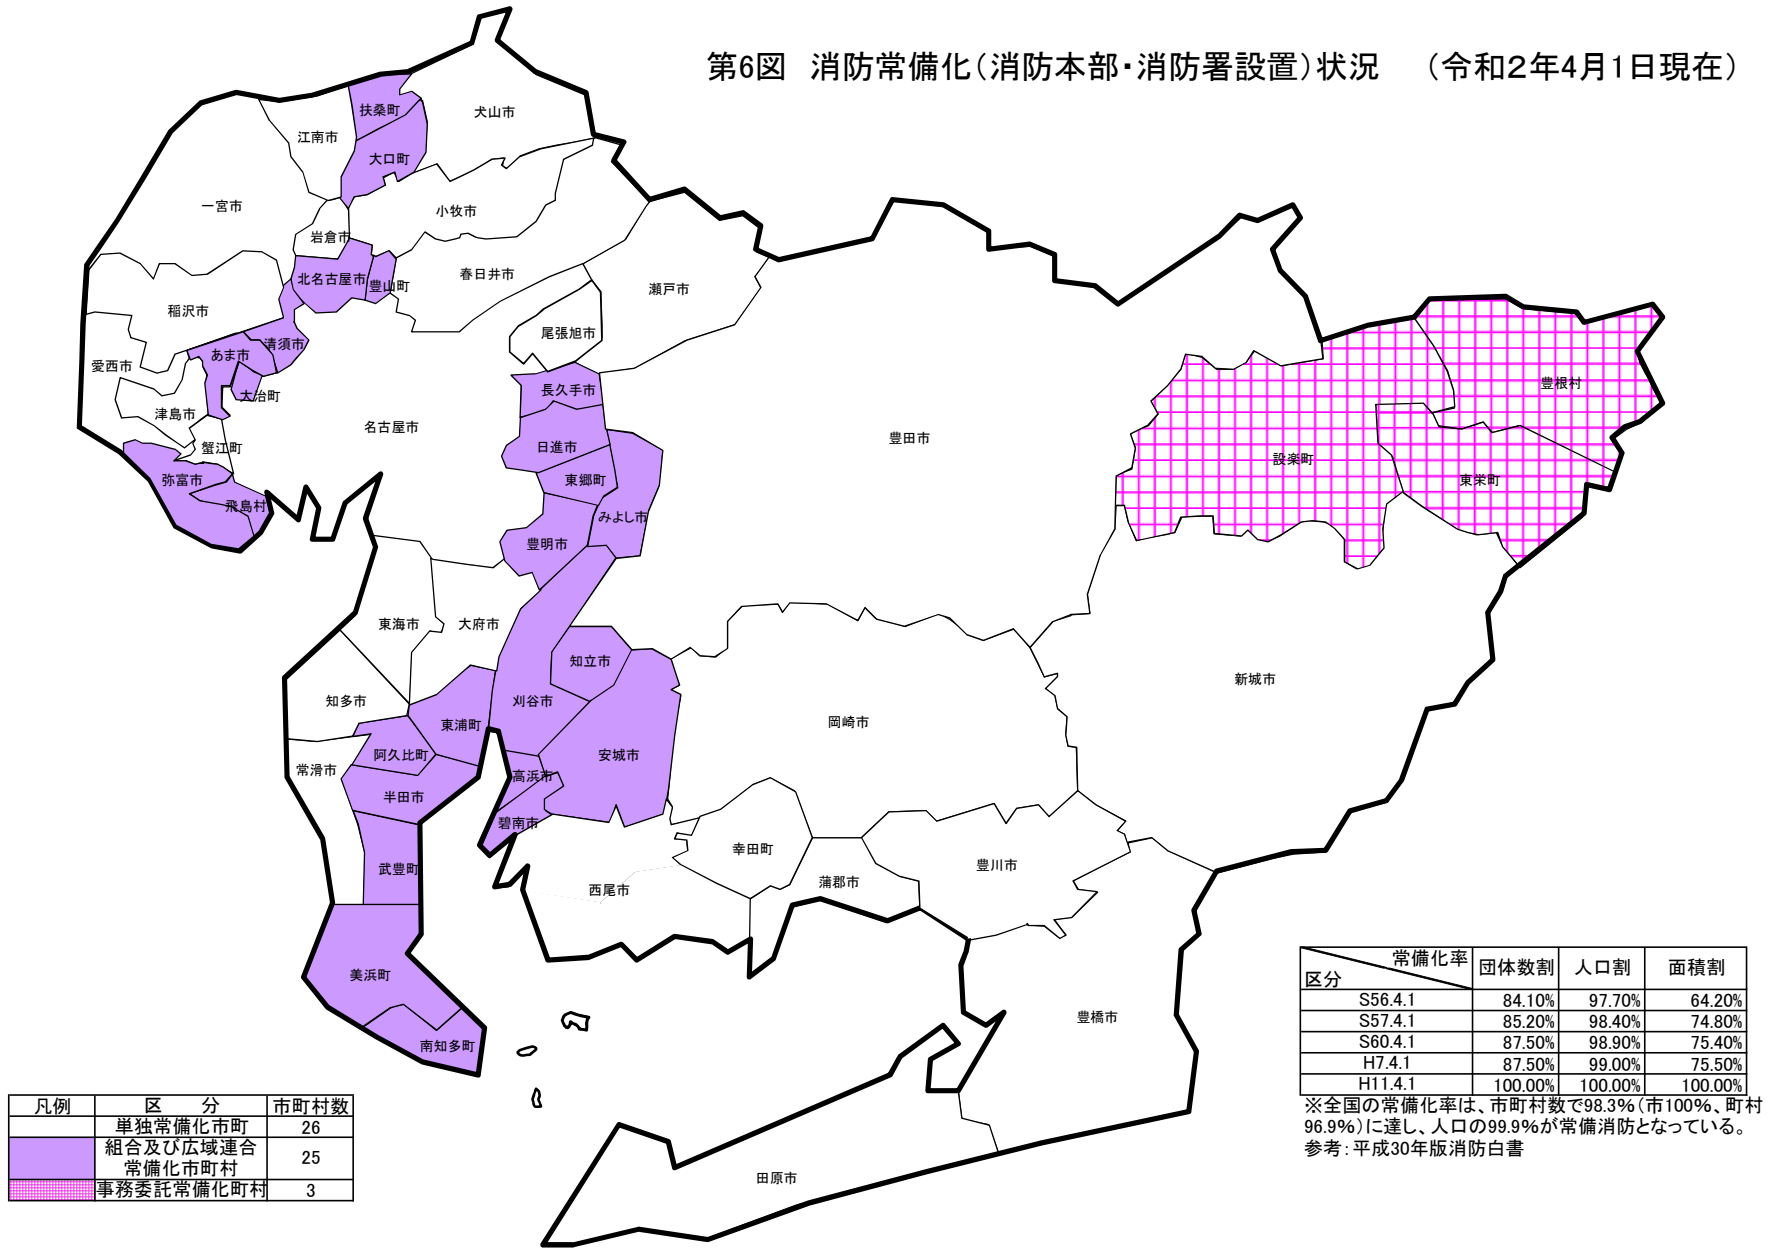 第6図 消防常備化（消防本部・消防署設置）状況 （令和２年4月1日現在）
扶桑町
犬山市
江南市
大口町
一宮市
小牧市
岩倉市
春日井市
北名古屋市
豊山町
瀬戸市
稲沢市
尾張旭市
清須市
あま市
愛西市
大治町
長久手市
豊根村
津島市
名古屋市
豊田市
蟹江町
日進市
設楽町
弥富市
東郷町
東栄町
飛島村
みよし市
豊明市
東海市
大府市
知立市
新城市
知多市
刈谷市
東浦町
岡崎市
阿久比町
安城市
常滑市
高浜市
半田市
碧南市
幸田町
武豊町
豊川市
西尾市
蒲郡市
美浜町
豊橋市
南知多町
田原市
常備化率
区分 団体数割 人口割 面積割
S56.4.1 84.10% 97.70% 64.20%
S57.4.1 85.20% 98.40% 74.80%
S60.4.1 87.50% 98.90% 75.40%
H7.4.1 87.50% 99.00% 75.50%
H11.4.1 100.00% 100.00% 100.00%
※全国の常備化率は、市町村数で98.3％（市100％、町村
96.9％）に達し、人口の99.9％が常備消防となっている。
参考：平成30年版消防白書
凡例 区 分 市町村数
単独常備化市町 26
組合及び広域連合
常備化市町村 25
事務委託常備化町村 3